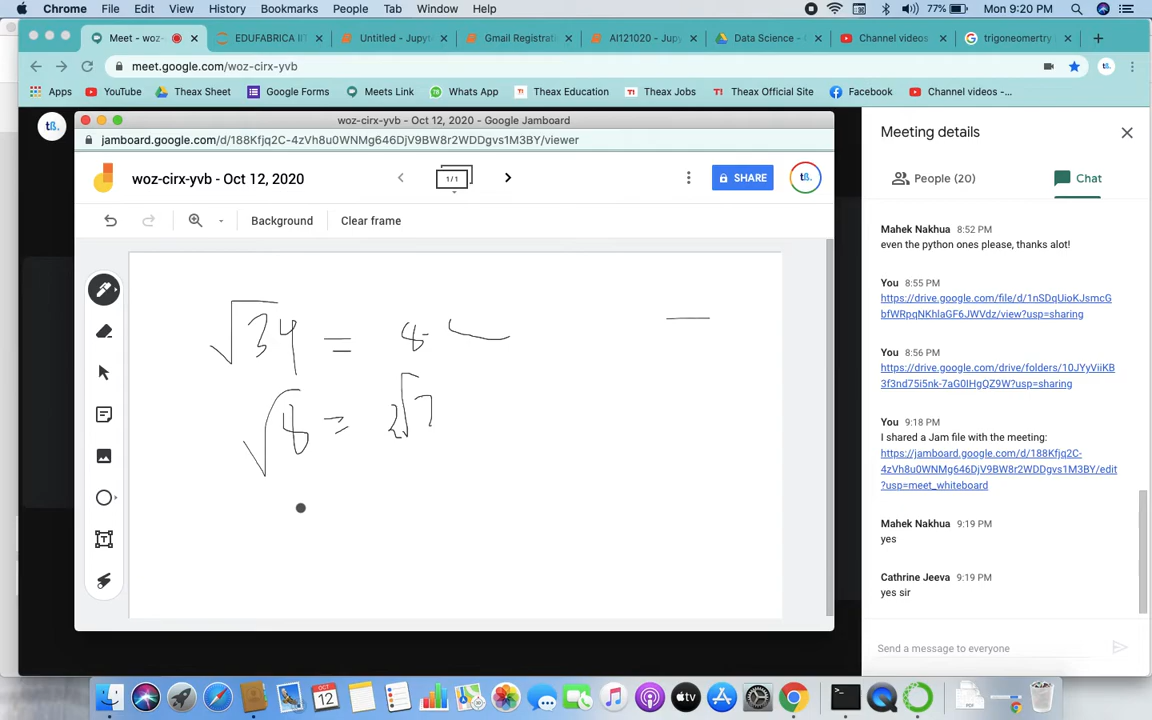 Chrome File Edit View History Bookmarks People Tab Window Help 77% Mon 9:20 PM
Meet - woz- EDUFABRICA IIT Untitled - Jupyt Gmail Registrat AI121020 - Jup Data Science - Channel videos trigoneomertry
meet.google.com/woz-cirx-yvb
Apps YouTube Theax Sheet Google Forms Meets Link Whats App Theax Education Theax Jobs Theax Official Site Facebook Channel videos -...
woz-cirx-yvb - Oct 12, 2020 - Google Jamboard
jamboard.google.com/d/188Kfjq2C-4zVh8u0WNMg646DjV9BW8r2WDDgvs1M3BY/viewer
woz-cirx-yvb - Oct 12, 2020
1/1
SHARE
tß.
Background Clear frame
√34 = 8
√8 = 2√
Meeting details
People (20) Chat
Mahek Nakhua 8:52 PM
even the python ones please, thanks alot!
You 8:55 PM
https://drive.google.com/file/d/1nSDqUioKJsmcG
bfWRpqNKhlaGF6JWVdz/view?usp=sharing
You 8:56 PM
https://drive.google.com/drive/folders/10JYyViiKB
3f3nd75i5nk-7aG0IHgQZ9W?usp=sharing
You 9:18 PM
I shared a Jam file with the meeting:
https://jamboard.google.com/d/188Kfjq2C-
4zVh8u0WNMg646DjV9BW8r2WDDgvs1M3BY/edit
?usp=meet_whiteboard
Mahek Nakhua 9:19 PM
yes
Cathrine Jeeva 9:19 PM
yes sir
Send a message to everyone
OCT
12